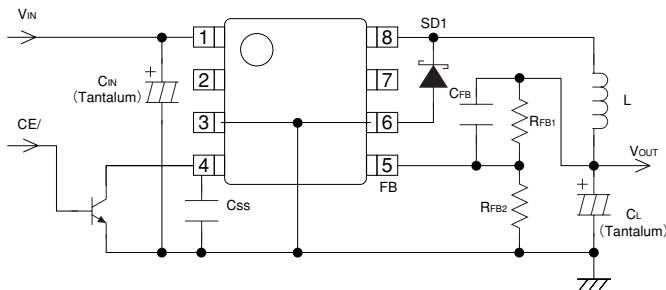 VIN
1
8
SD1
CIN
(Tantalum)
2
7
CFB
RFB1
L
3
6
CE/
4
5
FB
VOUT
CSS
RFB2
CL
(Tantalum)